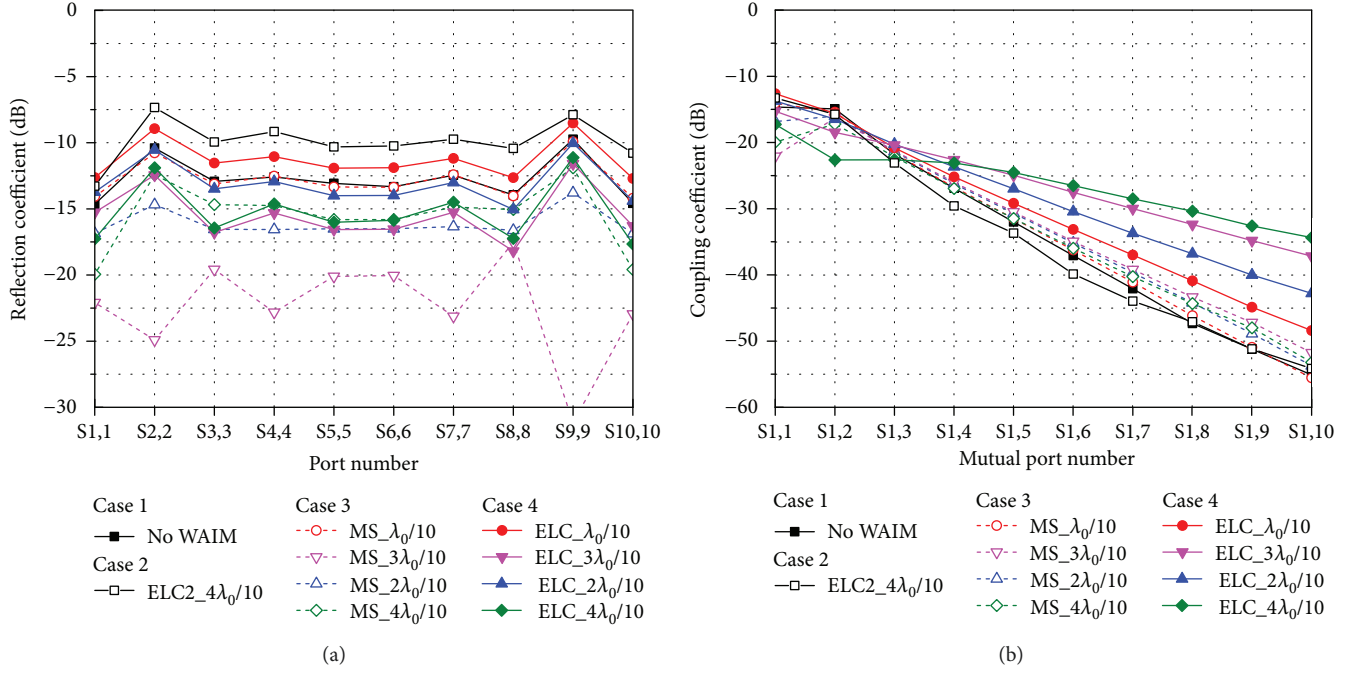 0
−5
−10
−15
−20
−25
−30
Reflection coefficient (dB)
S1,1 S2,2 S3,3 S4,4 S5,5 S6,6 S7,7 S8,8 S9,9 S10,10
Port number
Case 1
No WAIM
Case 2
ELC2_4λ₀/10
Case 3
MS_λ₀/10
MS_3λ₀/10
MS_2λ₀/10
MS_4λ₀/10
Case 4
ELC_λ₀/10
ELC_3λ₀/10
ELC_2λ₀/10
ELC_4λ₀/10
(a)
0
−10
−20
−30
−40
−50
−60
Coupling coefficient (dB)
S1,1 S1,2 S1,3 S1,4 S1,5 S1,6 S1,7 S1,8 S1,9 S1,10
Mutual port number
Case 1
No WAIM
Case 2
ELC2_4λ₀/10
Case 3
MS_λ₀/10
MS_3λ₀/10
MS_2λ₀/10
MS_4λ₀/10
Case 4
ELC_λ₀/10
ELC_3λ₀/10
ELC_2λ₀/10
ELC_4λ₀/10
(b)